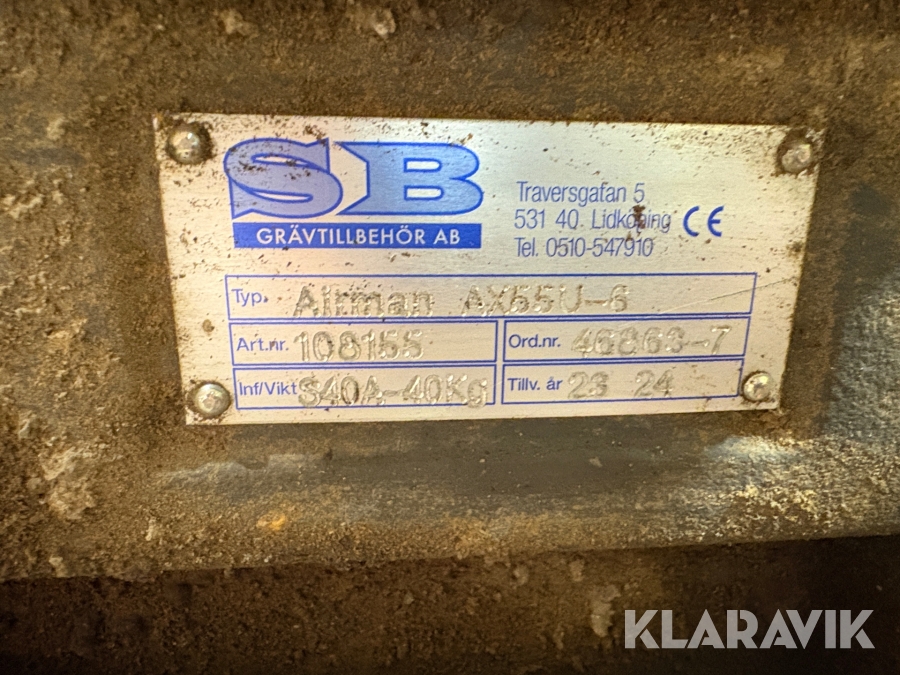 SB
GRÄVTILLBEHÖR AB
Traversgatan 5
531 40 Lidköping
Tel. 0510-547910
CE
Typ. Airman AX55U-6
Art.nr. 108155
Ord.nr. 46863-7
Inf/Vikt S40A-40Kg
Tillv. år 23 24
KLARAVIK